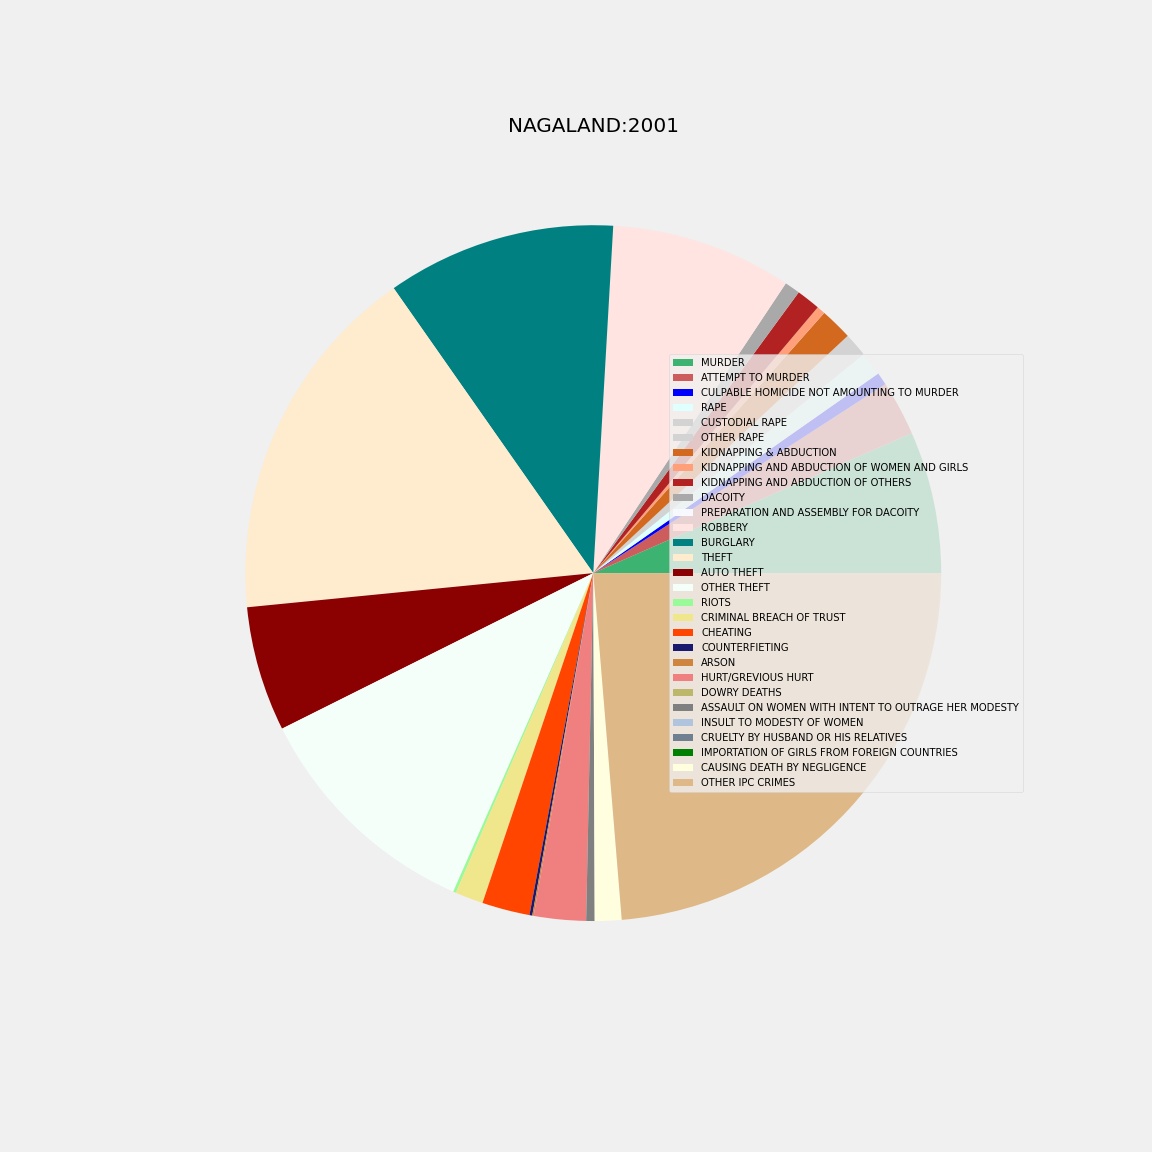 NAGALAND:2001
MURDER
ATTEMPT TO MURDER
CULPABLE HOMICIDE NOT AMOUNTING TO MURDER
RAPE
CUSTODIAL RAPE
OTHER RAPE
KIDNAPPING & ABDUCTION
KIDNAPPING AND ABDUCTION OF WOMEN AND GIRLS
KIDNAPPING AND ABDUCTION OF OTHERS
DACOITY
PREPARATION AND ASSEMBLY FOR DACOITY
ROBBERY
BURGLARY
THEFT
AUTO THEFT
OTHER THEFT
RIOTS
CRIMINAL BREACH OF TRUST
CHEATING
COUNTERFIETING
ARSON
HURT/GREVIOUS HURT
DOWRY DEATHS
ASSAULT ON WOMEN WITH INTENT TO OUTRAGE HER MODESTY
INSULT TO MODESTY OF WOMEN
CRUELTY BY HUSBAND OR HIS RELATIVES
IMPORTATION OF GIRLS FROM FOREIGN COUNTRIES
CAUSING DEATH BY NEGLIGENCE
OTHER IPC CRIMES